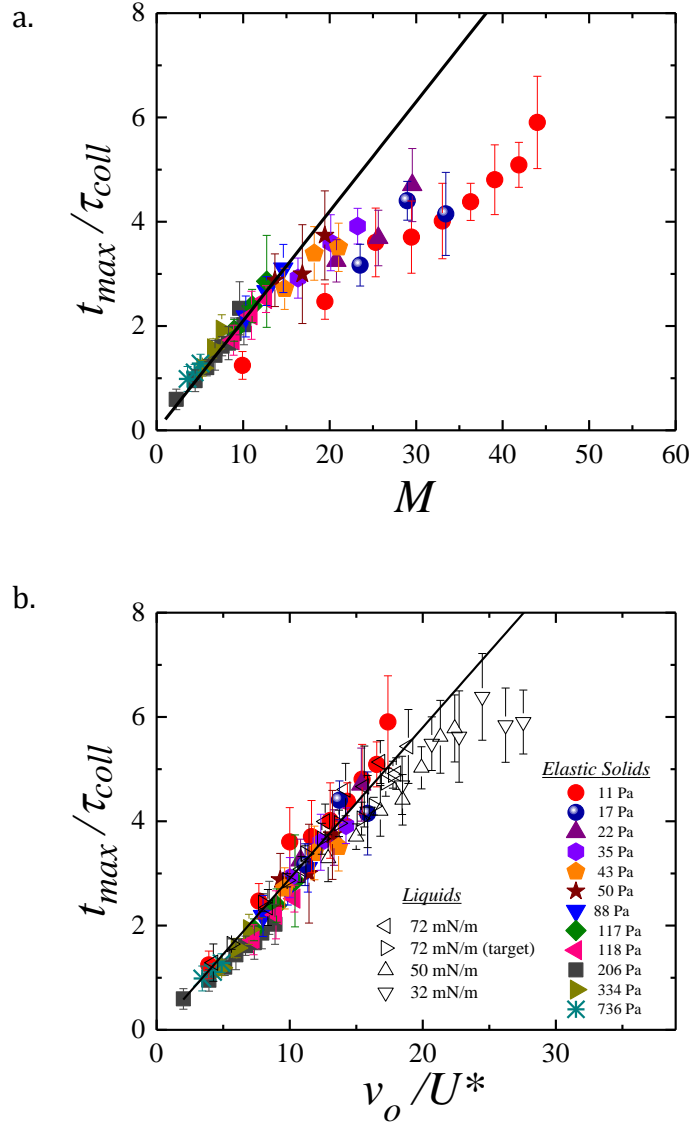 a.
8
6
4
2
0
t_max / τ_coll
0 10 20 30 40 50 60
M
b.
8
6
4
2
0
t_max / τ_coll
0 10 20 30
v_o / U*
Liquids
72 mN/m
72 mN/m (target)
50 mN/m
32 mN/m
Elastic Solids
11 Pa
17 Pa
22 Pa
35 Pa
43 Pa
50 Pa
88 Pa
117 Pa
118 Pa
206 Pa
334 Pa
736 Pa